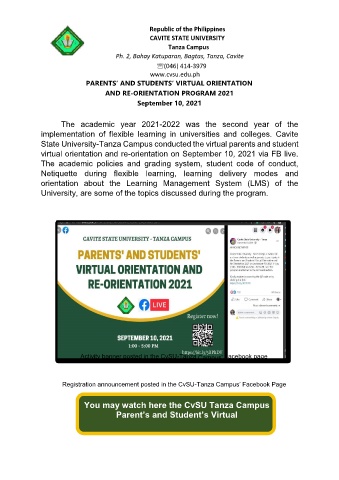 Republic of the Philippines
CAVITE STATE UNIVERSITY
Tanza Campus
Ph. 2, Bahay Katuparan, Bagtas, Tanza, Cavite
☏(046) 414-3979
www.cvsu.edu.ph
PARENTS' AND STUDENTS' VIRTUAL ORIENTATION
AND RE-ORIENTATION PROGRAM 2021
September 10, 2021
The academic year 2021-2022 was the second year of the
implementation of flexible learning in universities and colleges. Cavite
State University-Tanza Campus conducted the virtual parents and student
virtual orientation and re-orientation on September 10, 2021 via FB live.
The academic policies and grading system, student code of conduct,
Netiquette during flexible learning, learning delivery modes and
orientation about the Learning Management System (LMS) of the
University, are some of the topics discussed during the program.
CAVITE STATE UNIVERSITY - TANZA CAMPUS
PARENTS' AND STUDENTS'
VIRTUAL ORIENTATION AND
RE-ORIENTATION 2021
LIVE
Register now!
SEPTEMBER 10, 2021
1:00 - 5:00 PM
Activity banner posted in the CvSU facebook page
Registration announcement posted in the CvSU-Tanza Campus' Facebook Page
You may watch here the CvSU Tanza Campus
Parent's and Student's Virtual